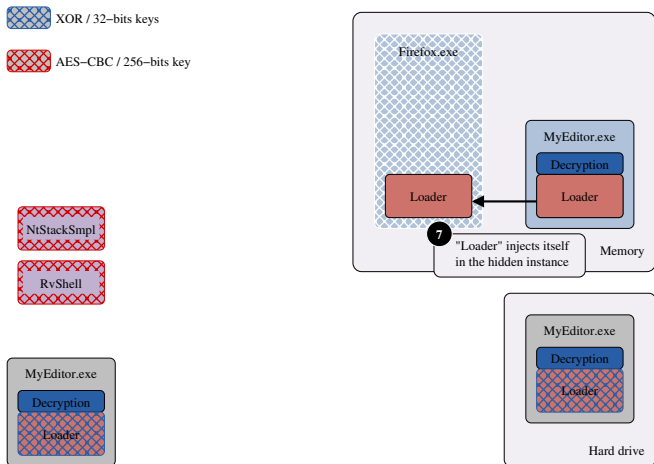 XOR / 32−bits keys
AES−CBC / 256−bits key
Firefox.exe
MyEditor.exe
Decryption
Loader
Loader
7
"Loader" injects itself
in the hidden instance
Memory
NtStackSmpl
RvShell
MyEditor.exe
Decryption
Loader
MyEditor.exe
Decryption
Loader
Hard drive